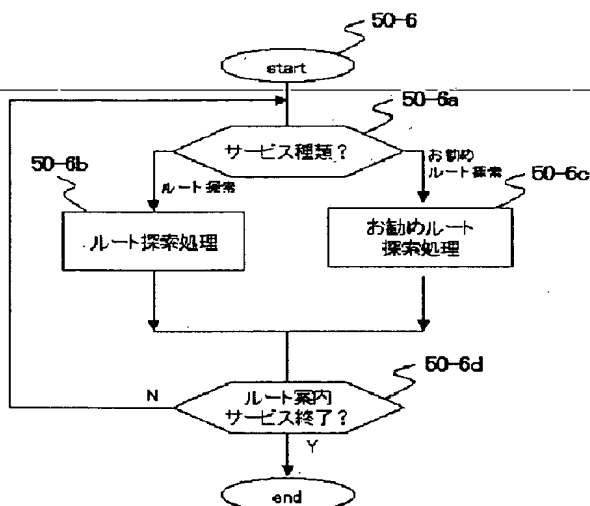 50-6
start
50-6a
サービス種類？
50-6b
ルート探索
お勧め
ルート探索
50-6c
ルート探索処理
お勧めルート
探索処理
50-6d
N
ルート案内
サービス終了？
Y
end